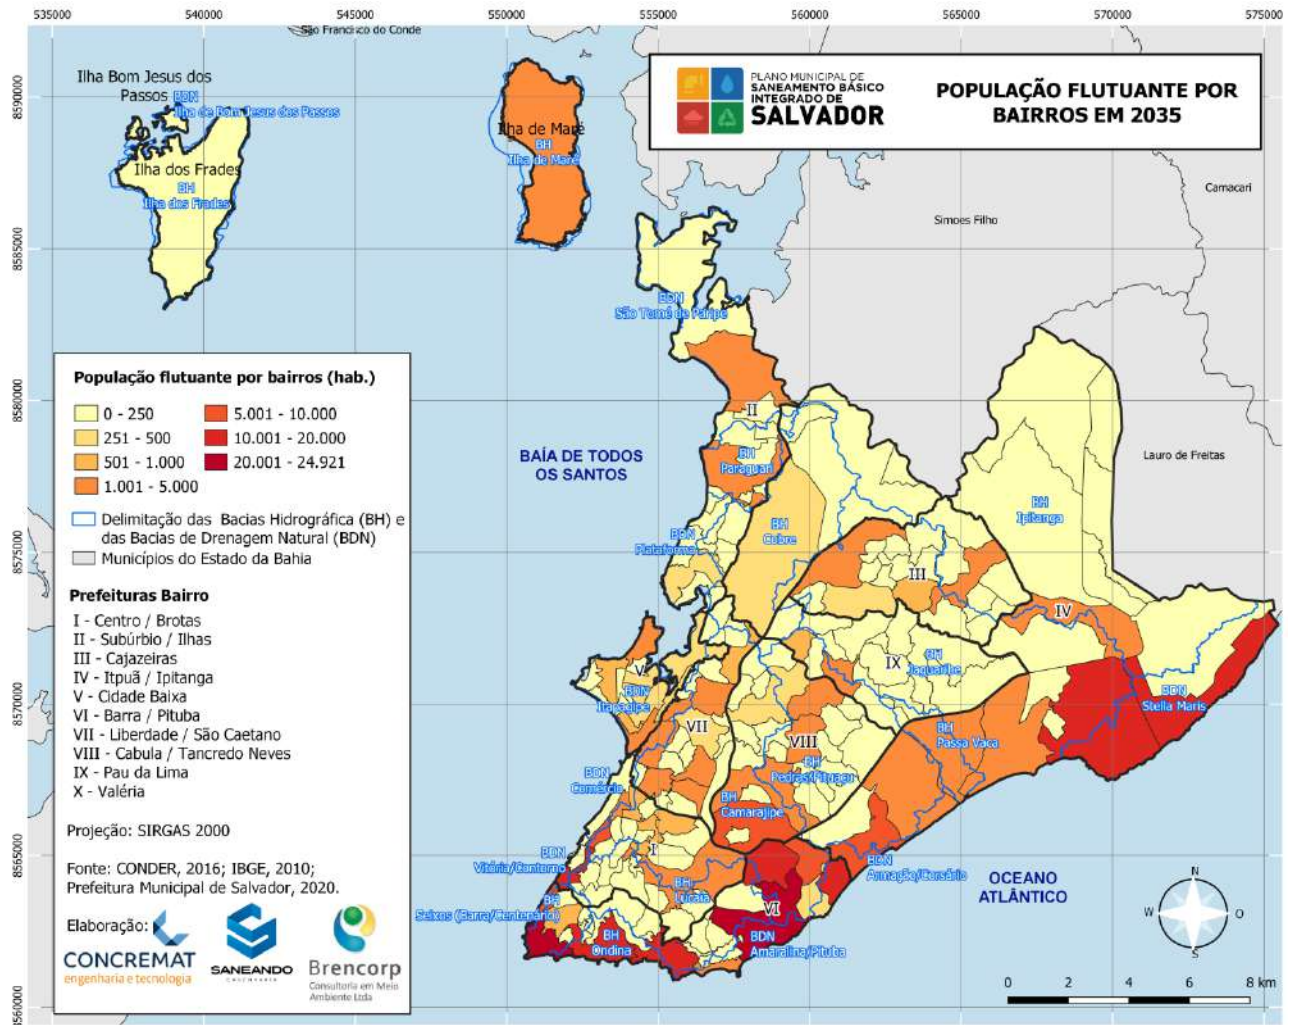 535000
540000
545000
550000
555000
560000
565000
570000
575000
São Francisco do Conde
Ilha Bom Jesus dos
Passos
BDN
Ilha de Bom Jesus dos Passos
Ilha dos Frades
BH
Ilha dos Frades
Ilha de Maré
BH
Ilha de Maré
PLANO MUNICIPAL DE
SANEAMENTO BÁSICO
INTEGRADO DE
SALVADOR
POPULAÇÃO FLUTUANTE POR
BAIRROS EM 2035
Camacari
Simoes Filho
Lauro de Freitas
8590000
8585000
8580000
8575000
8570000
8565000
8560000
BDN
São Tomé de Paripe
II
BH
Paraguari
BAÍA DE TODOS
OS SANTOS
BH
Cobre
BDN
Plataforma
BH
Ipitanga
III
IV
IX
BH
Jaguaribe
V
BDN
Itapagipe
VII
BDN
Stella Maris
BH
Passa Vaca
VIII
BH
Pedras/Pituaçu
BDN
Comércio
BH
Camarajipe
I
BDN
Vitória/Contorno
BH
Lucaia
BDN
Armação/Corsário
BH
Seixos (Barra/Centenário)
VI
BH
Ondina
BDN
Amaralina/Pituba
OCEANO
ATLÂNTICO
População flutuante por bairros (hab.)
0 - 250
251 - 500
501 - 1.000
1.001 - 5.000
5.001 - 10.000
10.001 - 20.000
20.001 - 24.921
Delimitação das Bacias Hidrográfica (BH) e
das Bacias de Drenagem Natural (BDN)
Municípios do Estado da Bahia
Prefeituras Bairro
I - Centro / Brotas
II - Subúrbio / Ilhas
III - Cajazeiras
IV - Itpuã / Ipitanga
V - Cidade Baixa
VI - Barra / Pituba
VII - Liberdade / São Caetano
VIII - Cabula / Tancredo Neves
IX - Pau da Lima
X - Valéria
Projeção: SIRGAS 2000
Fonte: CONDER, 2016; IBGE, 2010;
Prefeitura Municipal de Salvador, 2020.
Elaboração:
CONCREMAT
engenharia e tecnologia
SANEANDO
ENGENHARIA
Brencorp
Consultoria em Meio
Ambiente Ltda
N
W
O
S
0 2 4 6 8 km